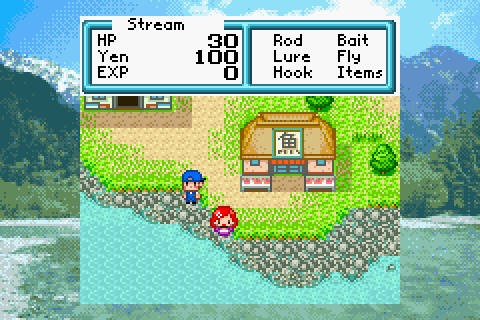 Stream
HP 30
Yen 100
EXP 0
Rod Bait
Lure Fly
Hook Items
魚